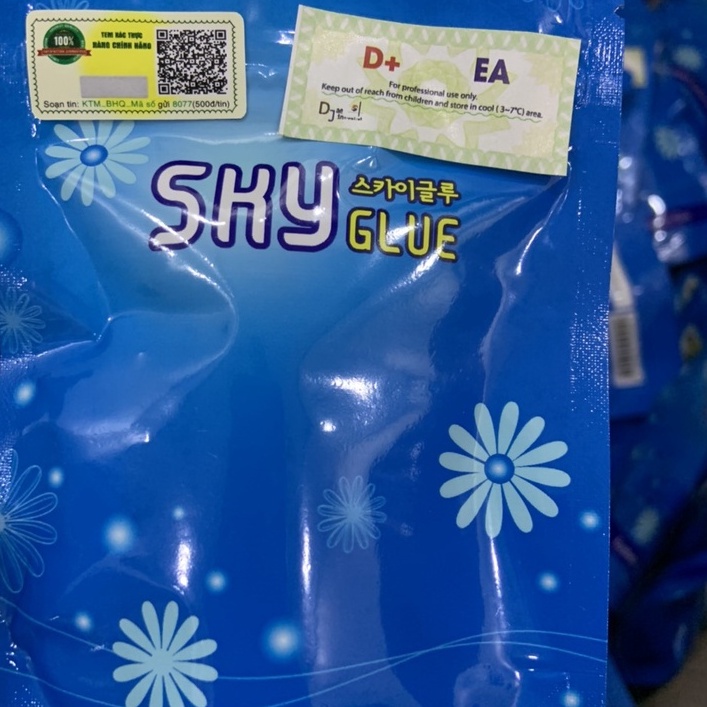 100%
TEM XÁC THỰC
HÀNG CHÍNH HÃNG
Soạn tin: KTM_BHQ_Mã số gửi 8077(500đ/tin)
D+ EA
For professional use only.
Keep out of reach from children and store in cool ( 3~7℃) area.
SKY 스카이글루
GLUE